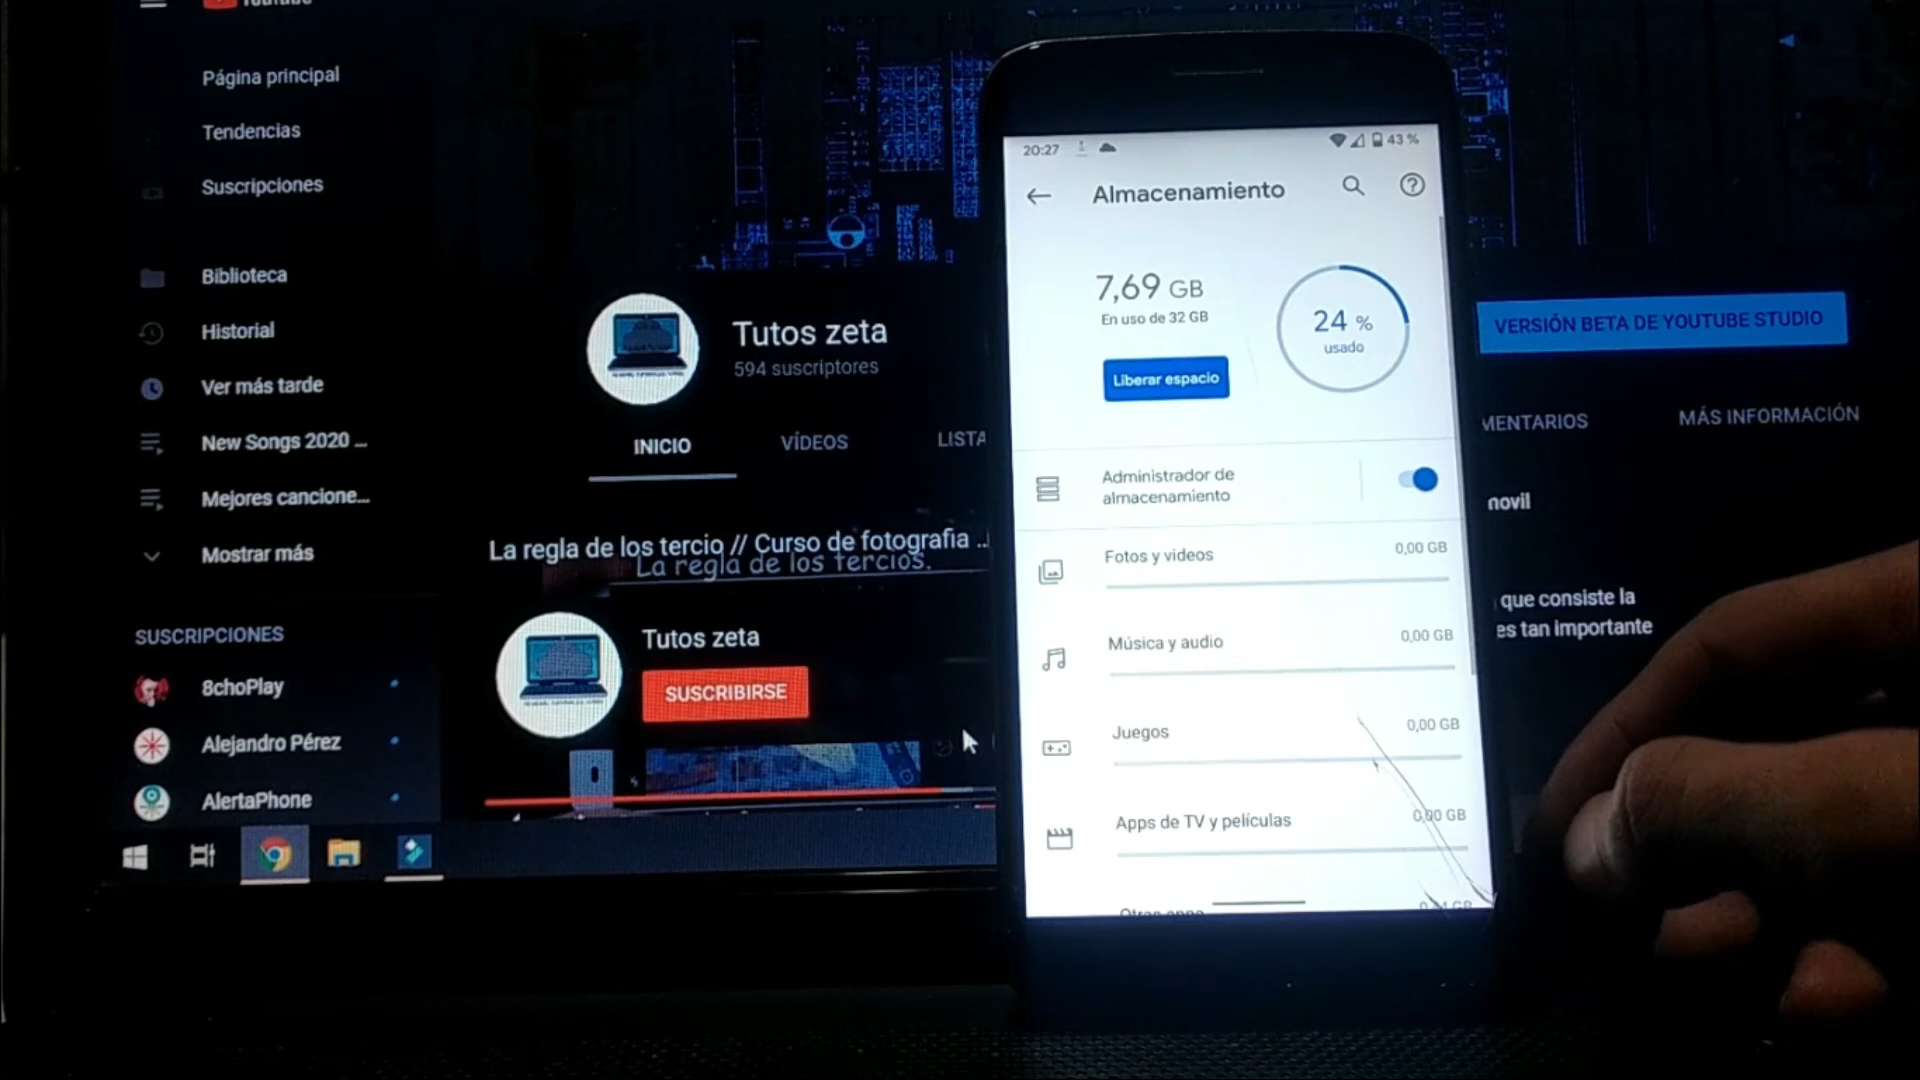 Página principal
Tendencias
Suscripciones
Biblioteca
Historial
Ver más tarde
New Songs 2020 ...
Mejores cancione...
Mostrar más
SUSCRIPCIONES
8choPlay
Alejandro Pérez
AlertaPhone
Tutos zeta
594 suscriptores
INICIO
VÍDEOS
LISTA
La regla de los tercio // Curso de fotografia ...
La regla de los tercios.
Tutos zeta
SUSCRIBIRSE
20:27
43 %
Almacenamiento
7,69 GB
En uso de 32 GB
24 %
usado
Liberar espacio
Administrador de
almacenamiento
Fotos y videos
0,00 GB
Música y audio
0,00 GB
Juegos
0,00 GB
Apps de TV y películas
0,00 GB
VERSIÓN BETA DE YOUTUBE STUDIO
MENTARIOS
MÁS INFORMACIÓN
novil
que consiste la
es tan importante